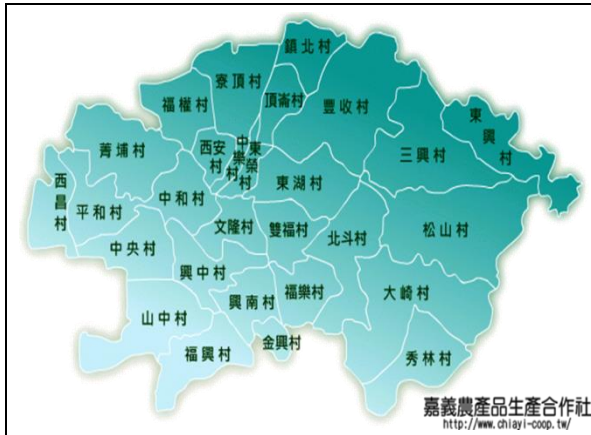 鎮北村
寮頂村
頂崙村
豐收村
東興村
福權村
三興村
菁埔村
西安村
中樂村
東榮村
西昌村
平和村
中和村
東湖村
文隆村
雙福村
北斗村
松山村
中央村
興中村
興南村
福樂村
大崎村
山中村
金興村
福興村
秀林村
嘉義農產品生產合作社
http://www.chiayi-coop.tw/